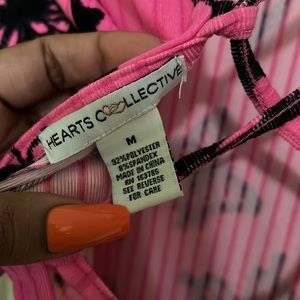 HEARTS COLLECTIVE
M
92%POLYESTER
8%SPANDEX
MADE IN CHINA
RN 163785
SEE REVERSE
FOR CARE